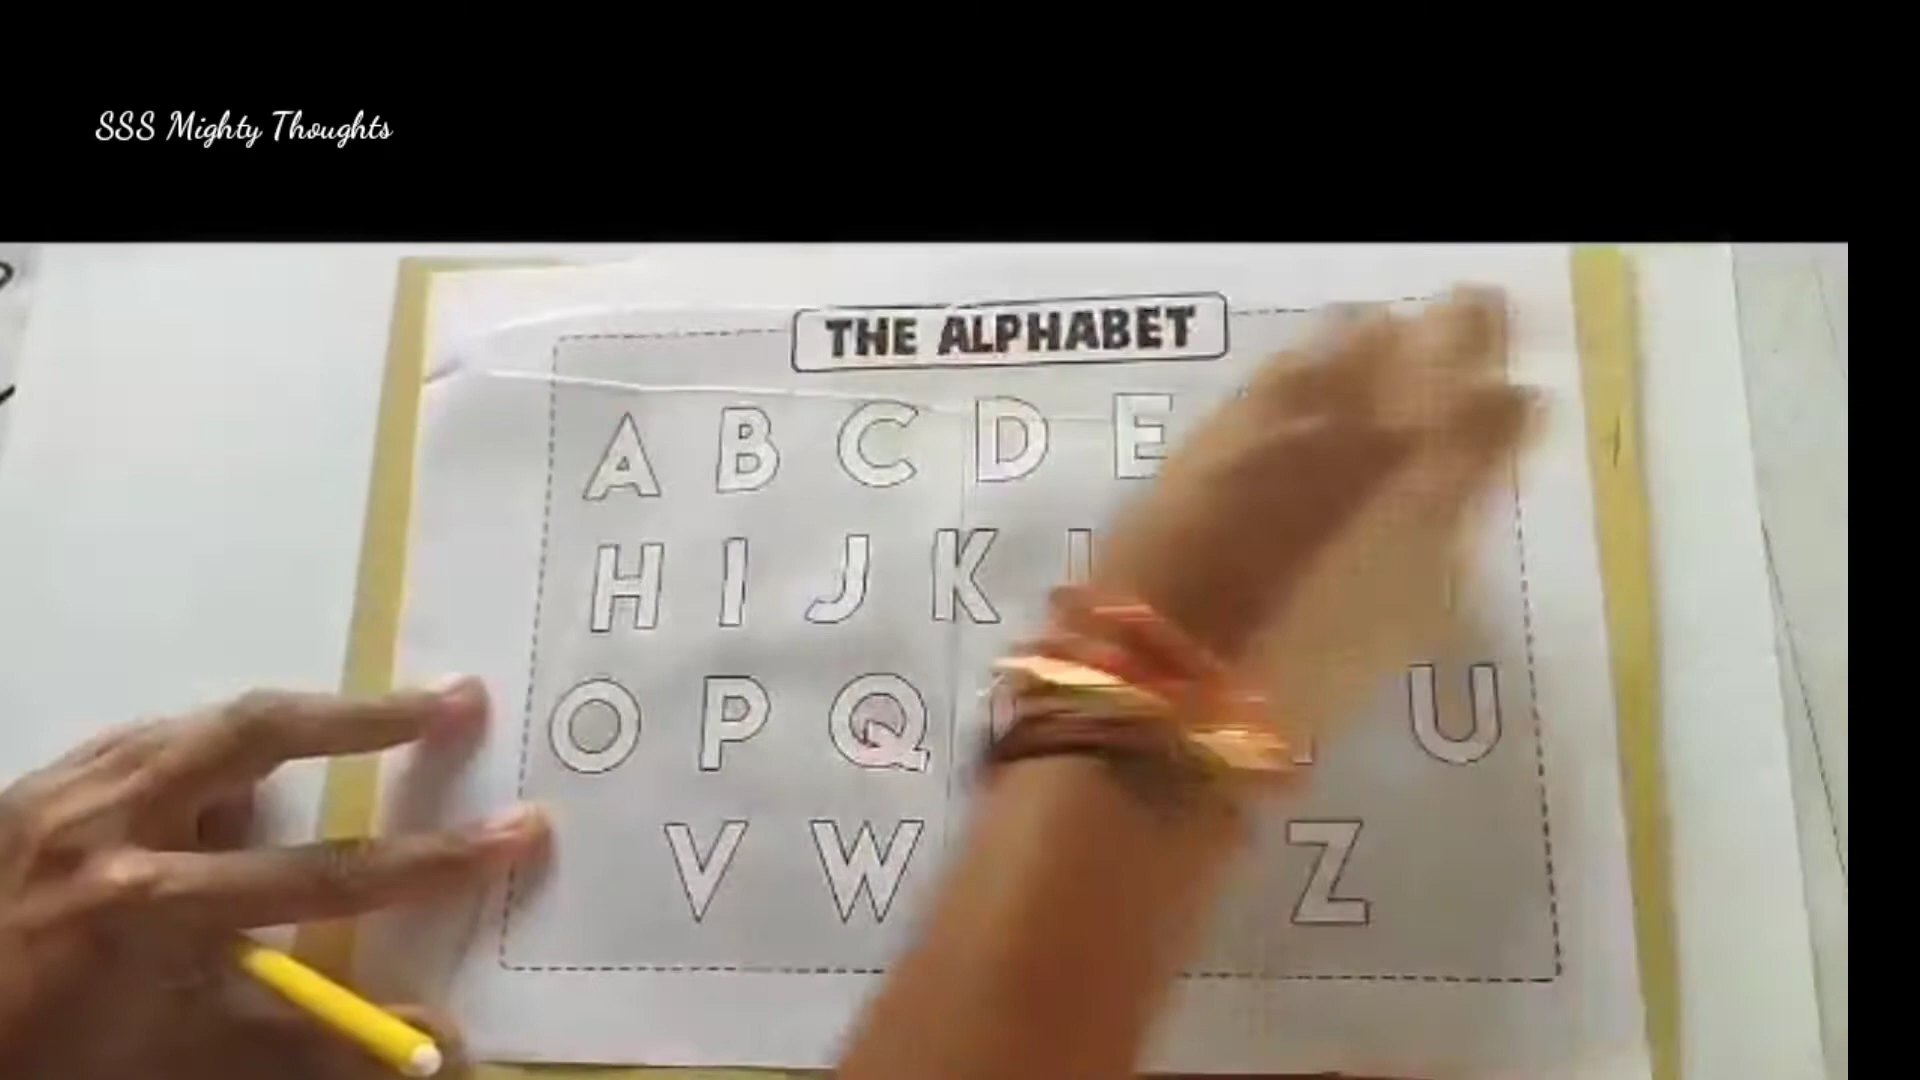 SSS Mighty Thoughts
THE ALPHABET
A B C D E
H I J K
O P Q U
V W Z